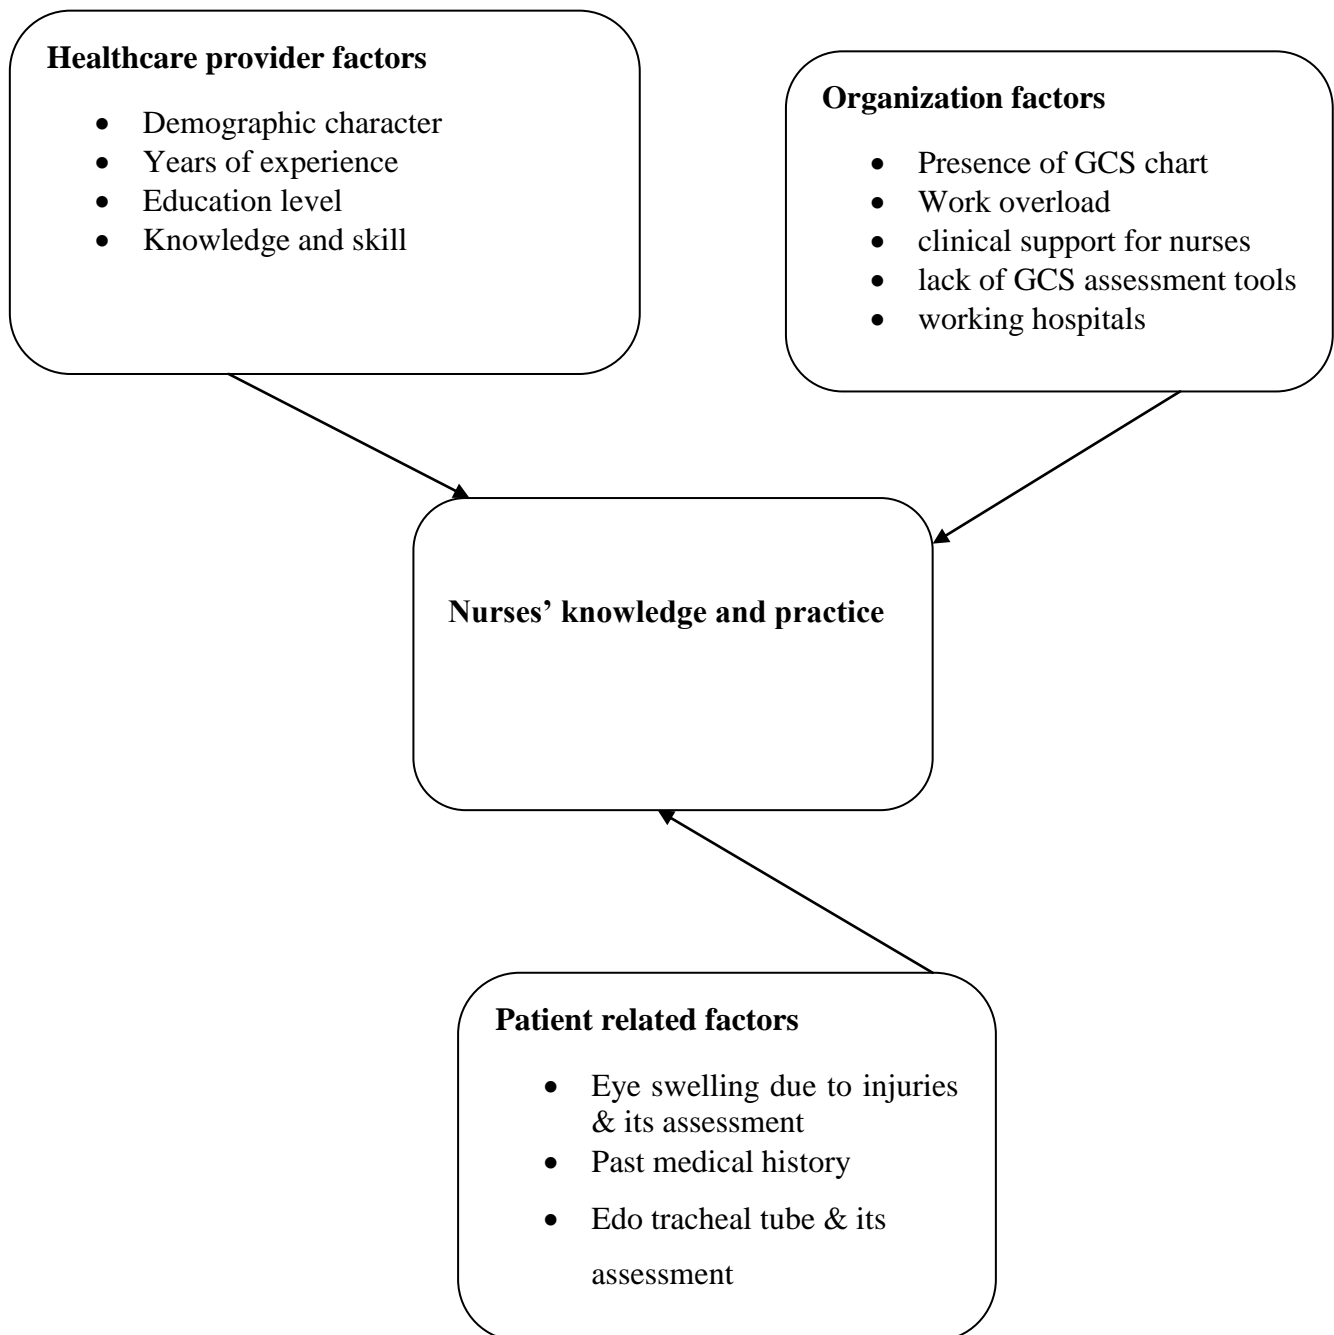 Healthcare provider factors
• Demographic character
• Years of experience
• Education level
• Knowledge and skill
Organization factors
• Presence of GCS chart
• Work overload
• clinical support for nurses
• lack of GCS assessment tools
• working hospitals
Nurses’ knowledge and practice
Patient related factors
• Eye swelling due to injuries
& its assessment
• Past medical history
• Edo tracheal tube & its
assessment